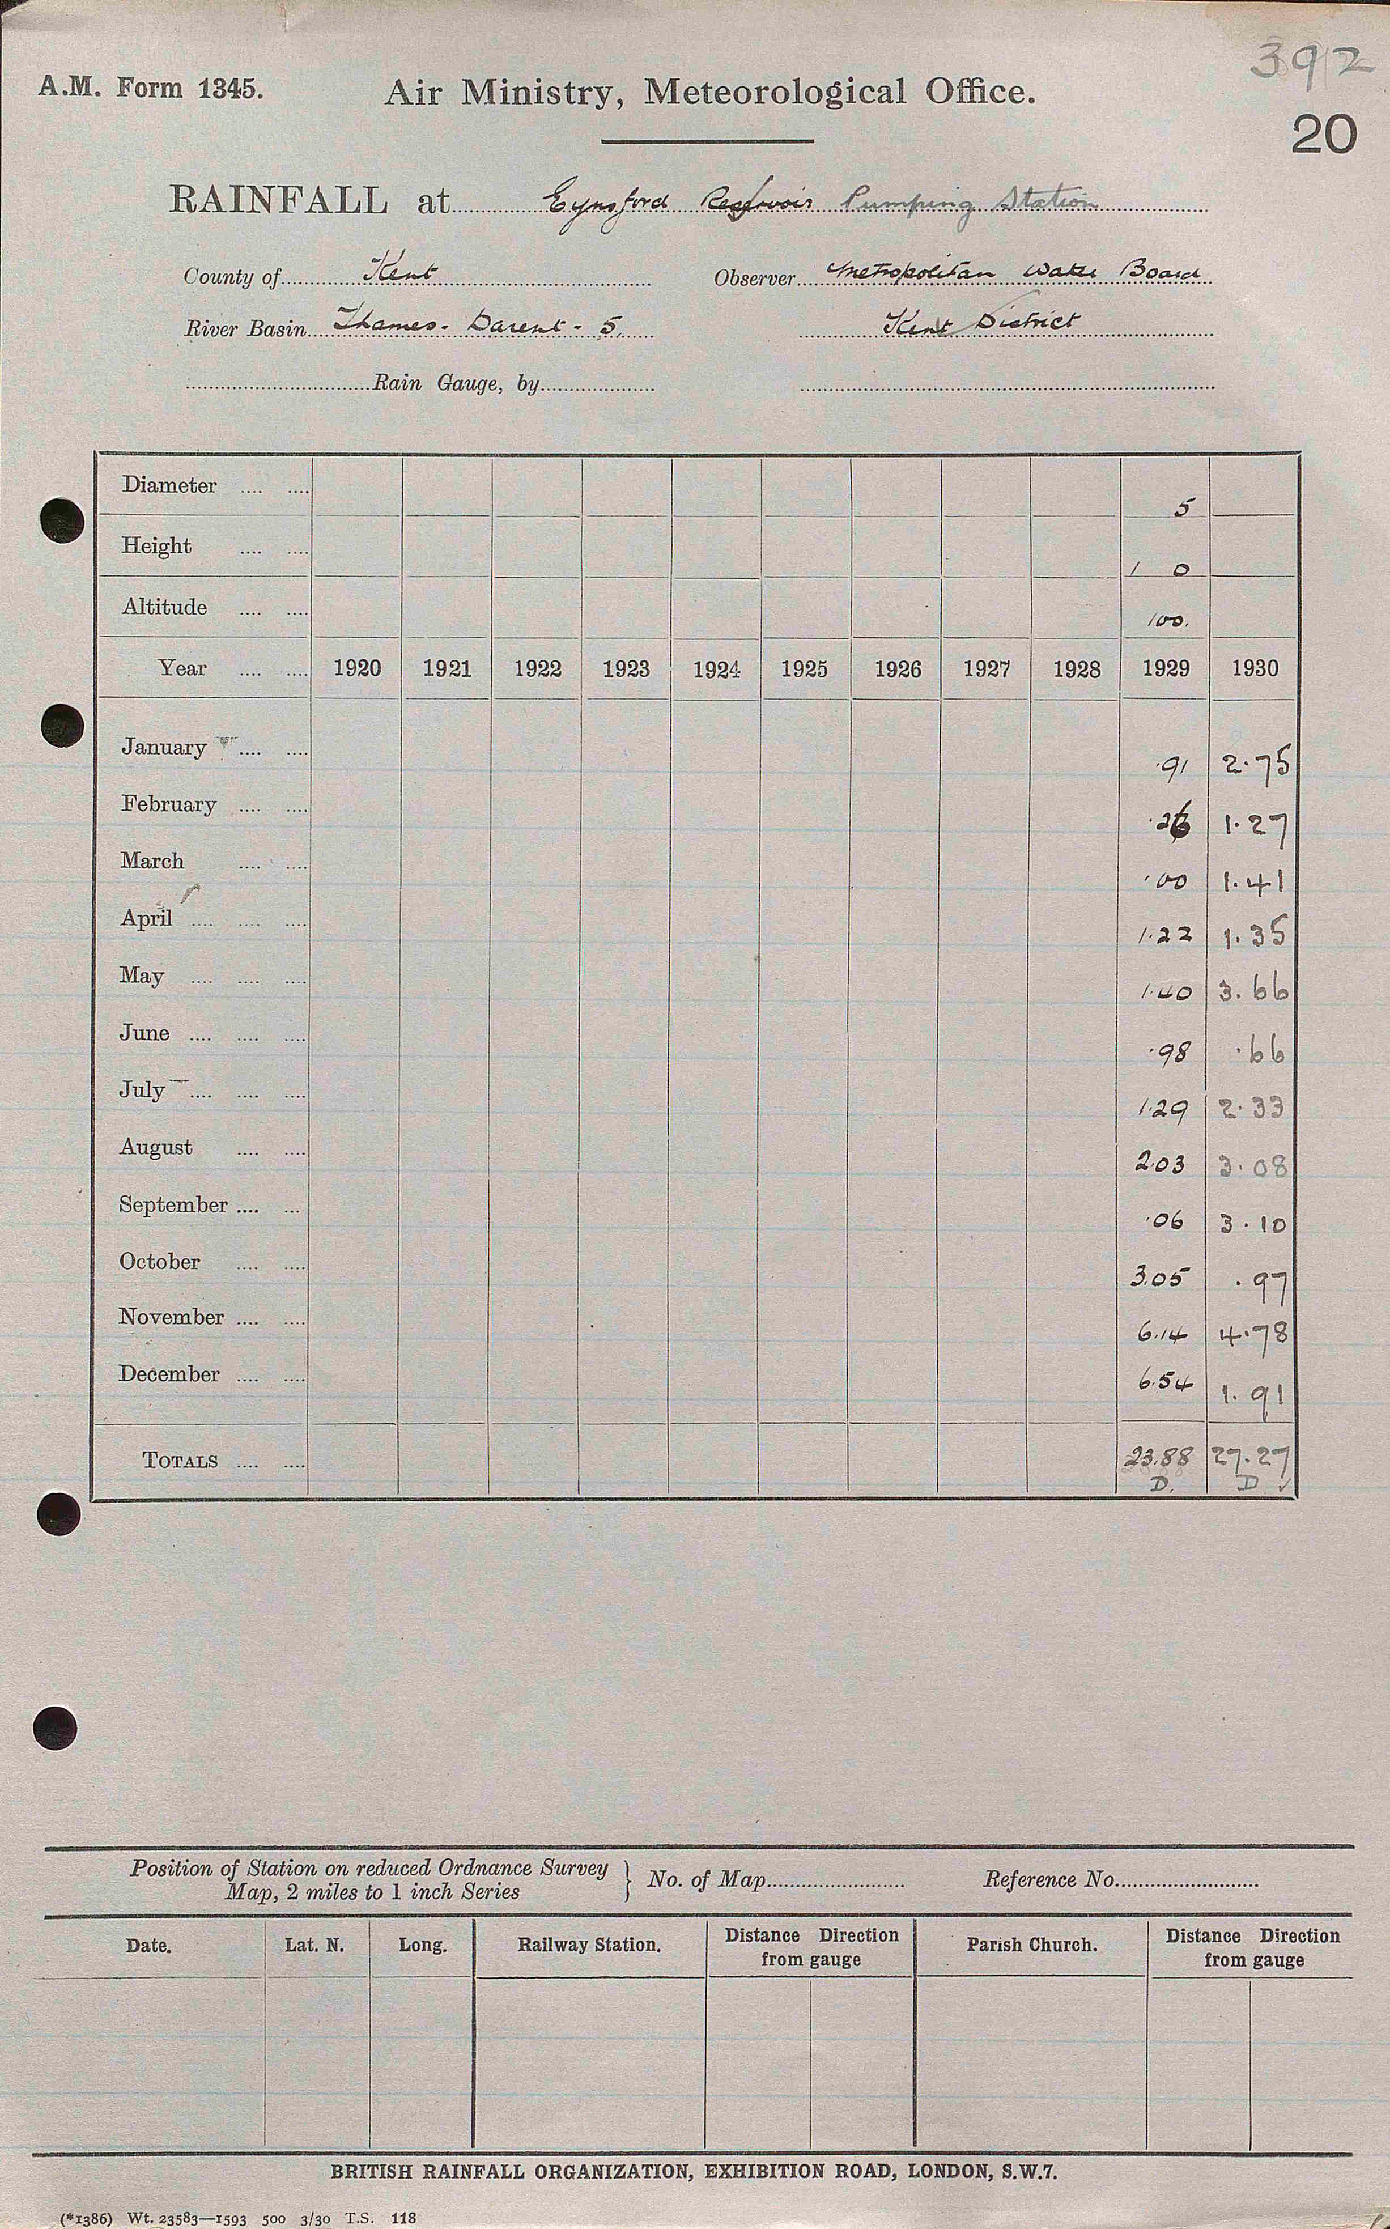 392
A.M. Form 1345. Air Ministry, Meteorological Office.
20
RAINFALL at Eynsford Reservoir Pumping Station
County of Kent Observer Metropolitan Water Board
River Basin Thames - Darent - 5. Kent District
Rain Gauge, by
Diameter .... .... 5
Height .... .... 1 0
Altitude .... .... 100.
Year .... .... 1920 1921 1922 1923 1924 1925 1926 1927 1928 1929 1930
January .... .... .91 2.75
February .... .... .26 1.27
March .... .... .00 1.41
April .... .... .... 1.22 1.35
May .... .... .... 1.40 3.66
June .... .... .... .98 .66
July .... .... .... 1.29 2.33
August .... .... 2.03 3.08
September .... ... .06 3.10
October .... .... 3.05 .97
November .... .... 6.14 4.78
December .... .... 6.54 1.91
TOTALS .... .... 23.88 27.27
D. D ✓
Position of Station on reduced Ordnance Survey
Map, 2 miles to 1 inch Series } No. of Map Reference No.
Date. Lat. N. Long. Railway Station. Distance Direction from gauge Parish Church. Distance Direction from gauge
BRITISH RAINFALL ORGANIZATION, EXHIBITION ROAD, LONDON, S.W.7.
(*1386) Wt. 23583—1593 500 3/30 T.S. 118